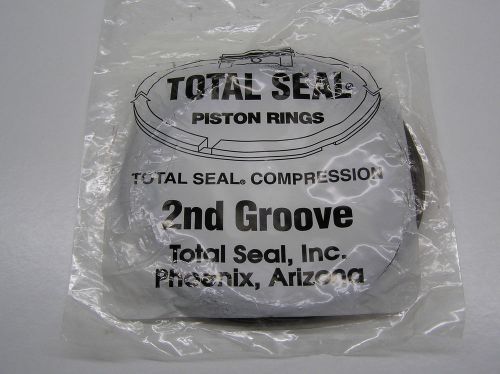 TOTAL SEAL®
PISTON RINGS
TOTAL SEAL® COMPRESSION
2nd Groove
Total Seal, Inc.
Phoenix, Arizona